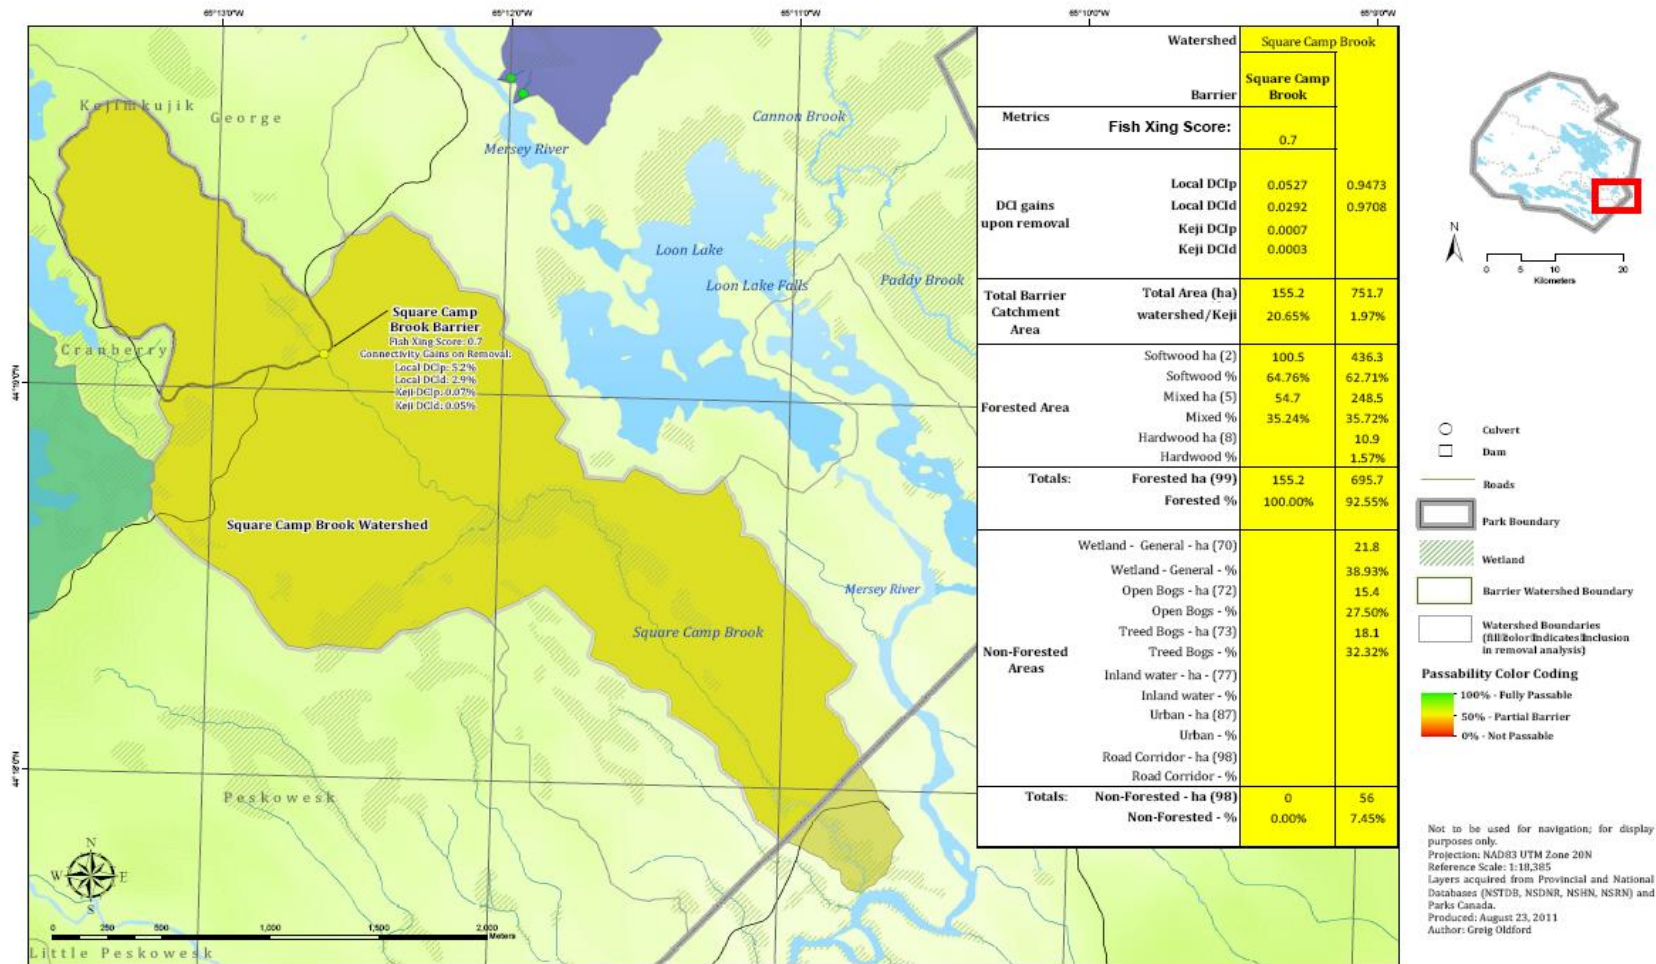 65°13'0"W 65°12'0"W 65°11'0"W 65°10'0"W 65°9'0"W
Kejimkujik
George
Mersey River
Cannon Brook
Loon Lake
Loon Lake Falls
Paddy Brook
Cranberry
Square Camp
Brook Barrier
Fish Xing Score: 0.7
Connectivity Gains on Removal:
Local DCIp: 5.2%
Local DCId: 2.9%
Keji DCIp: 0.07%
Keji DCId: 0.05%
44°19'0"N
Square Camp Brook Watershed
Mersey River
Square Camp Brook
44°18'0"N
Peskowesk
N
W E
S
0 250 500 1,000 1,500 2,000
Meters
Little Peskowesk
Watershed Square Camp Brook
Square Camp
Barrier Brook
Metrics
Fish Xing Score: 0.7
DCI gains
upon removal
Local DCIp 0.0527 0.9473
Local DCId 0.0292 0.9708
Keji DCIp 0.0007
Keji DCId 0.0003
Total Barrier
Catchment
Area
Total Area (ha) 155.2 751.7
watershed/Keji 20.65% 1.97%
Forested Area
Softwood ha (2) 100.5 436.3
Softwood % 64.76% 62.71%
Mixed ha (5) 54.7 248.5
Mixed % 35.24% 35.72%
Hardwood ha (8) 10.9
Hardwood % 1.57%
Totals: Forested ha (99) 155.2 695.7
Forested % 100.00% 92.55%
Non-Forested
Areas
Wetland - General - ha (70) 21.8
Wetland - General - % 38.93%
Open Bogs - ha (72) 15.4
Open Bogs - % 27.50%
Treed Bogs - ha (73) 18.1
Treed Bogs - % 32.32%
Inland water - ha - (77)
Inland water - %
Urban - ha (87)
Urban - %
Road Corridor - ha (98)
Road Corridor - %
Totals: Non-Forested - ha (98) 0 56
Non-Forested - % 0.00% 7.45%
N
0 5 10 20
Kilometers
Culvert
Dam
Roads
Park Boundary
Wetland
Barrier Watershed Boundary
Watershed Boundaries
(fill color indicates inclusion
in removal analysis)
Passability Color Coding
100% - Fully Passable
50% - Partial Barrier
0% - Not Passable
Not to be used for navigation; for display
purposes only.
Projection: NAD83 UTM Zone 20N
Reference Scale: 1:18,385
Layers acquired from Provincial and National
Databases (NSTDB, NSDNR, NSHN, NSRN) and
Parks Canada.
Produced: August 23, 2011
Author: Greig Oldford